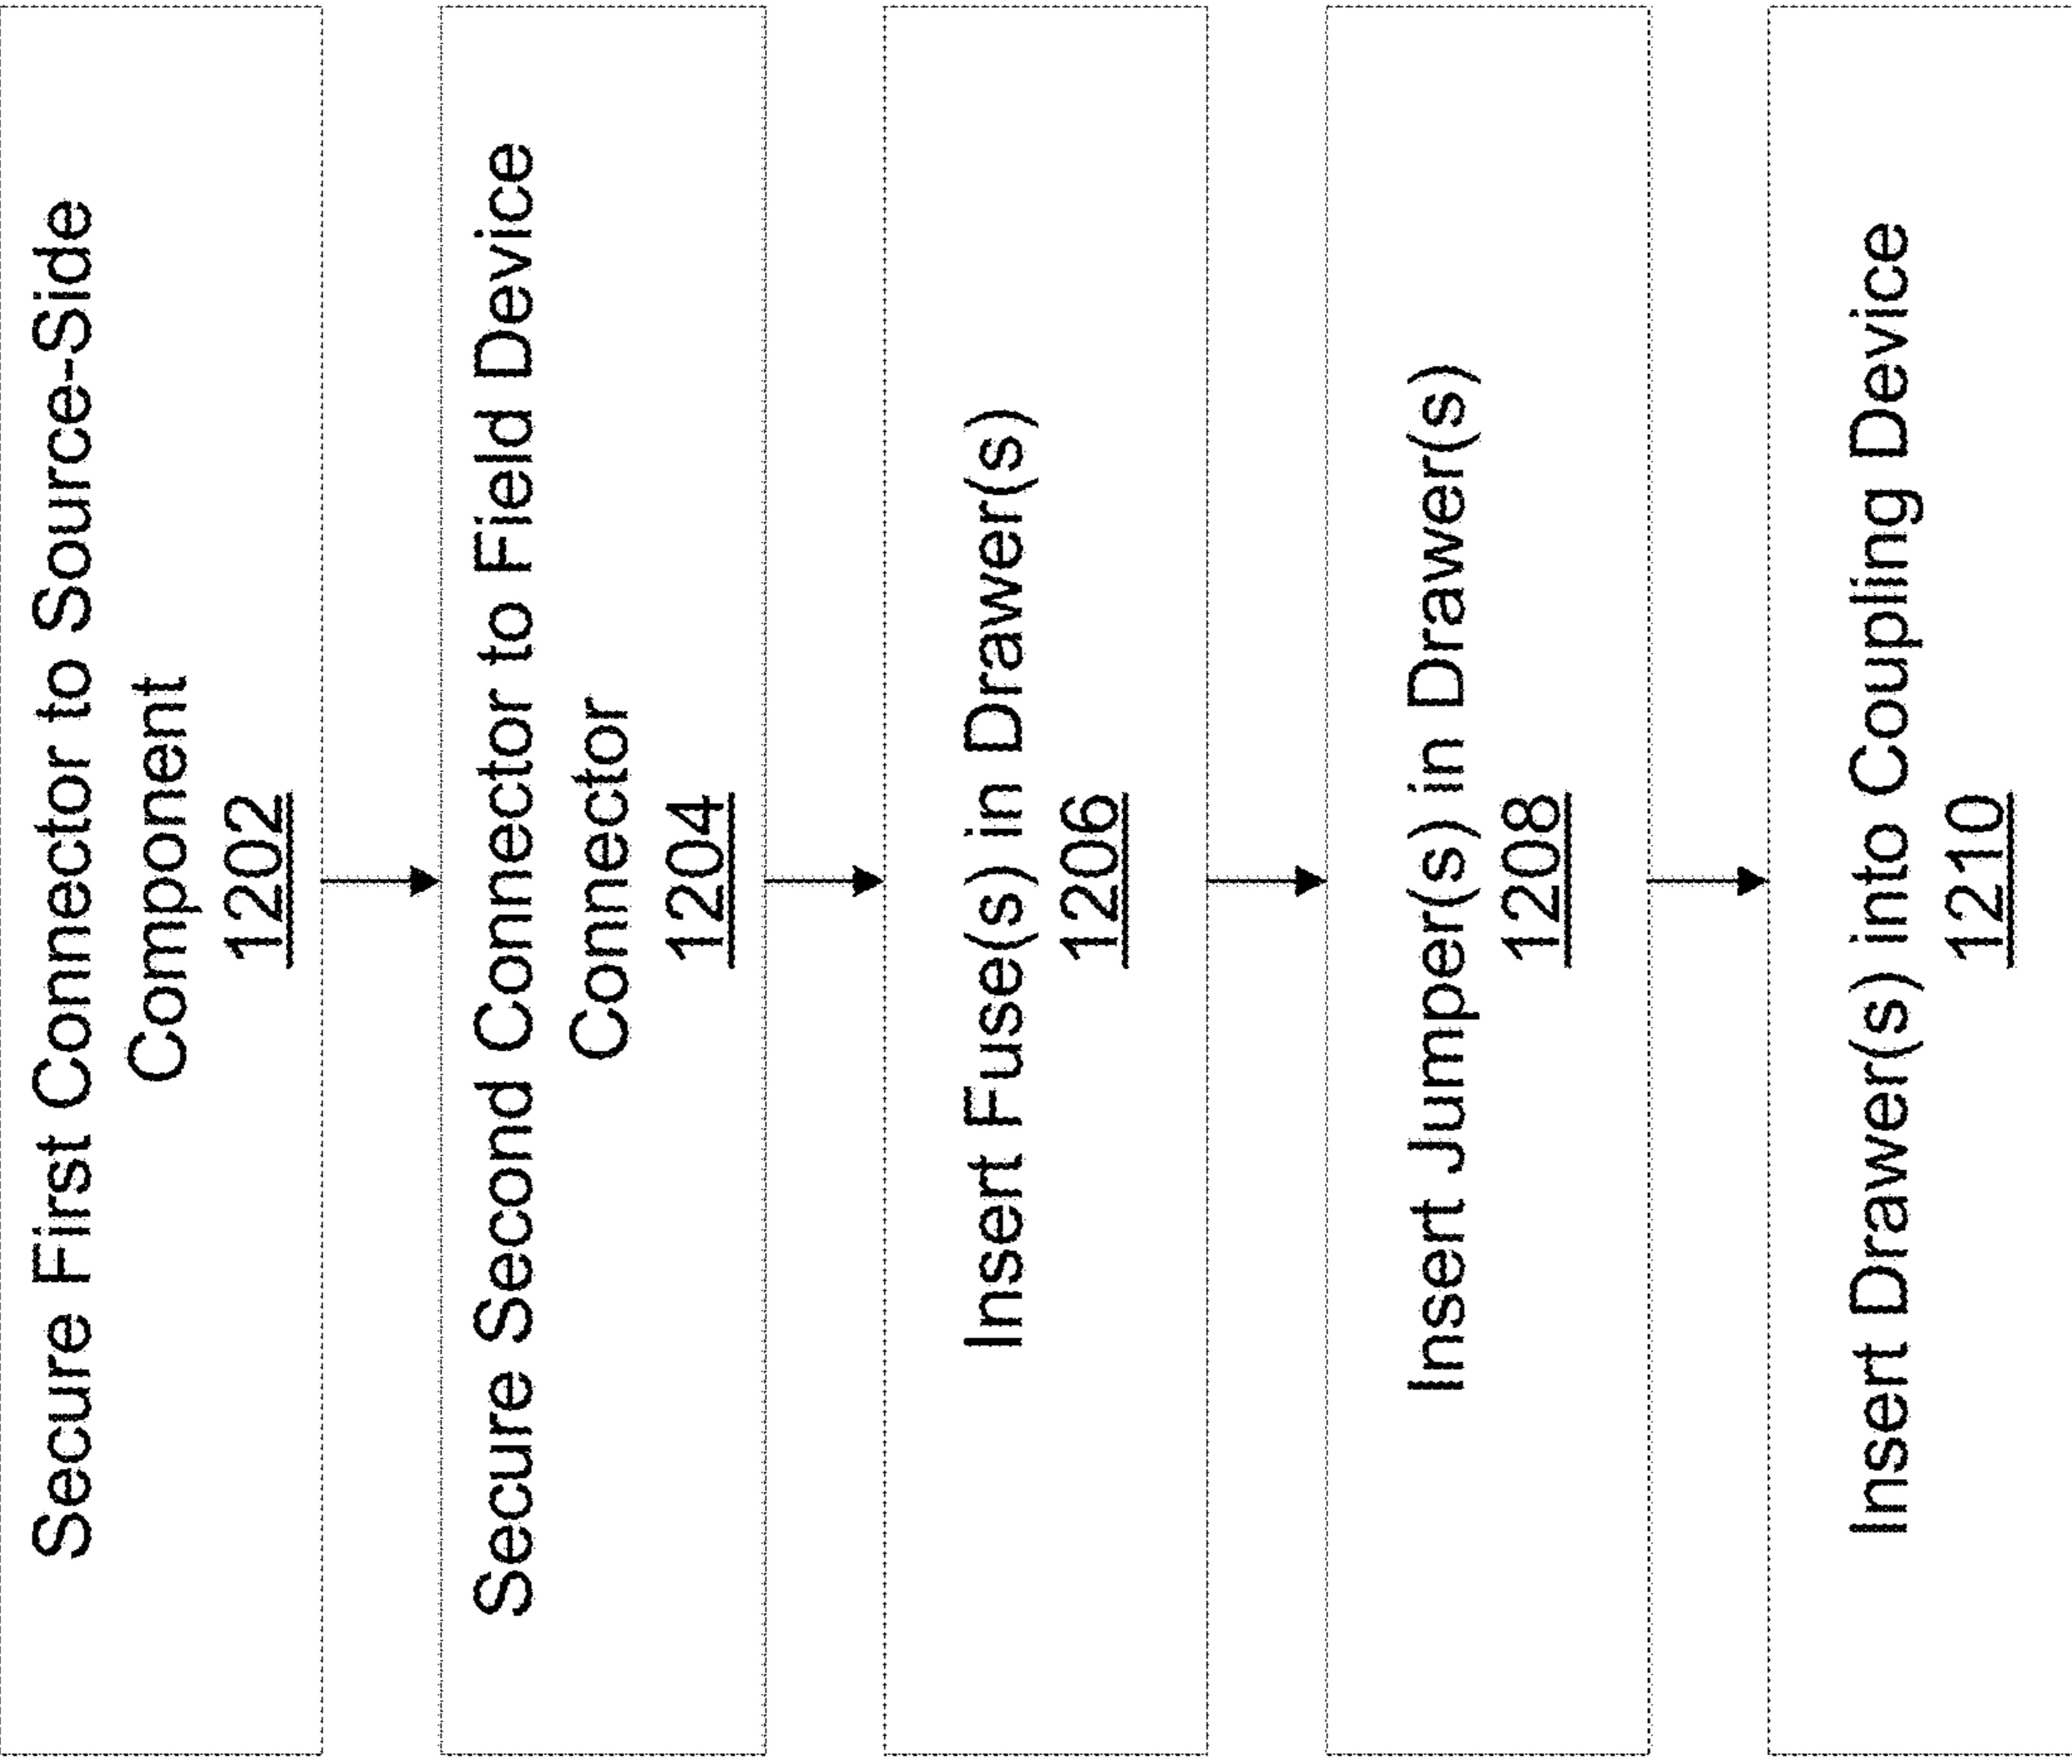 Secure First Connector to Source-Side
Component
1202
Secure Second Connector to Field Device
Connector
1204
Insert Fuse(s) in Drawer(s)
1206
Insert Jumper(s) in Drawer(s)
1208
Insert Drawer(s) into Coupling Device
1210